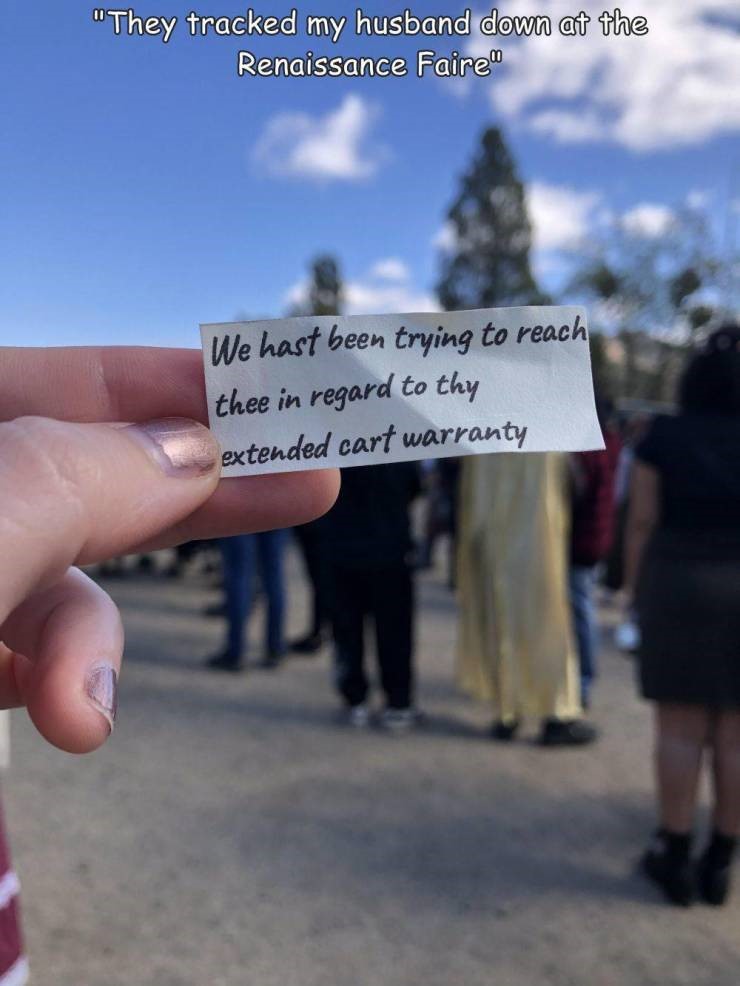 "They tracked my husband down at the
Renaissance Faire"
We hast been trying to reach
thee in regard to thy
extended cart warranty